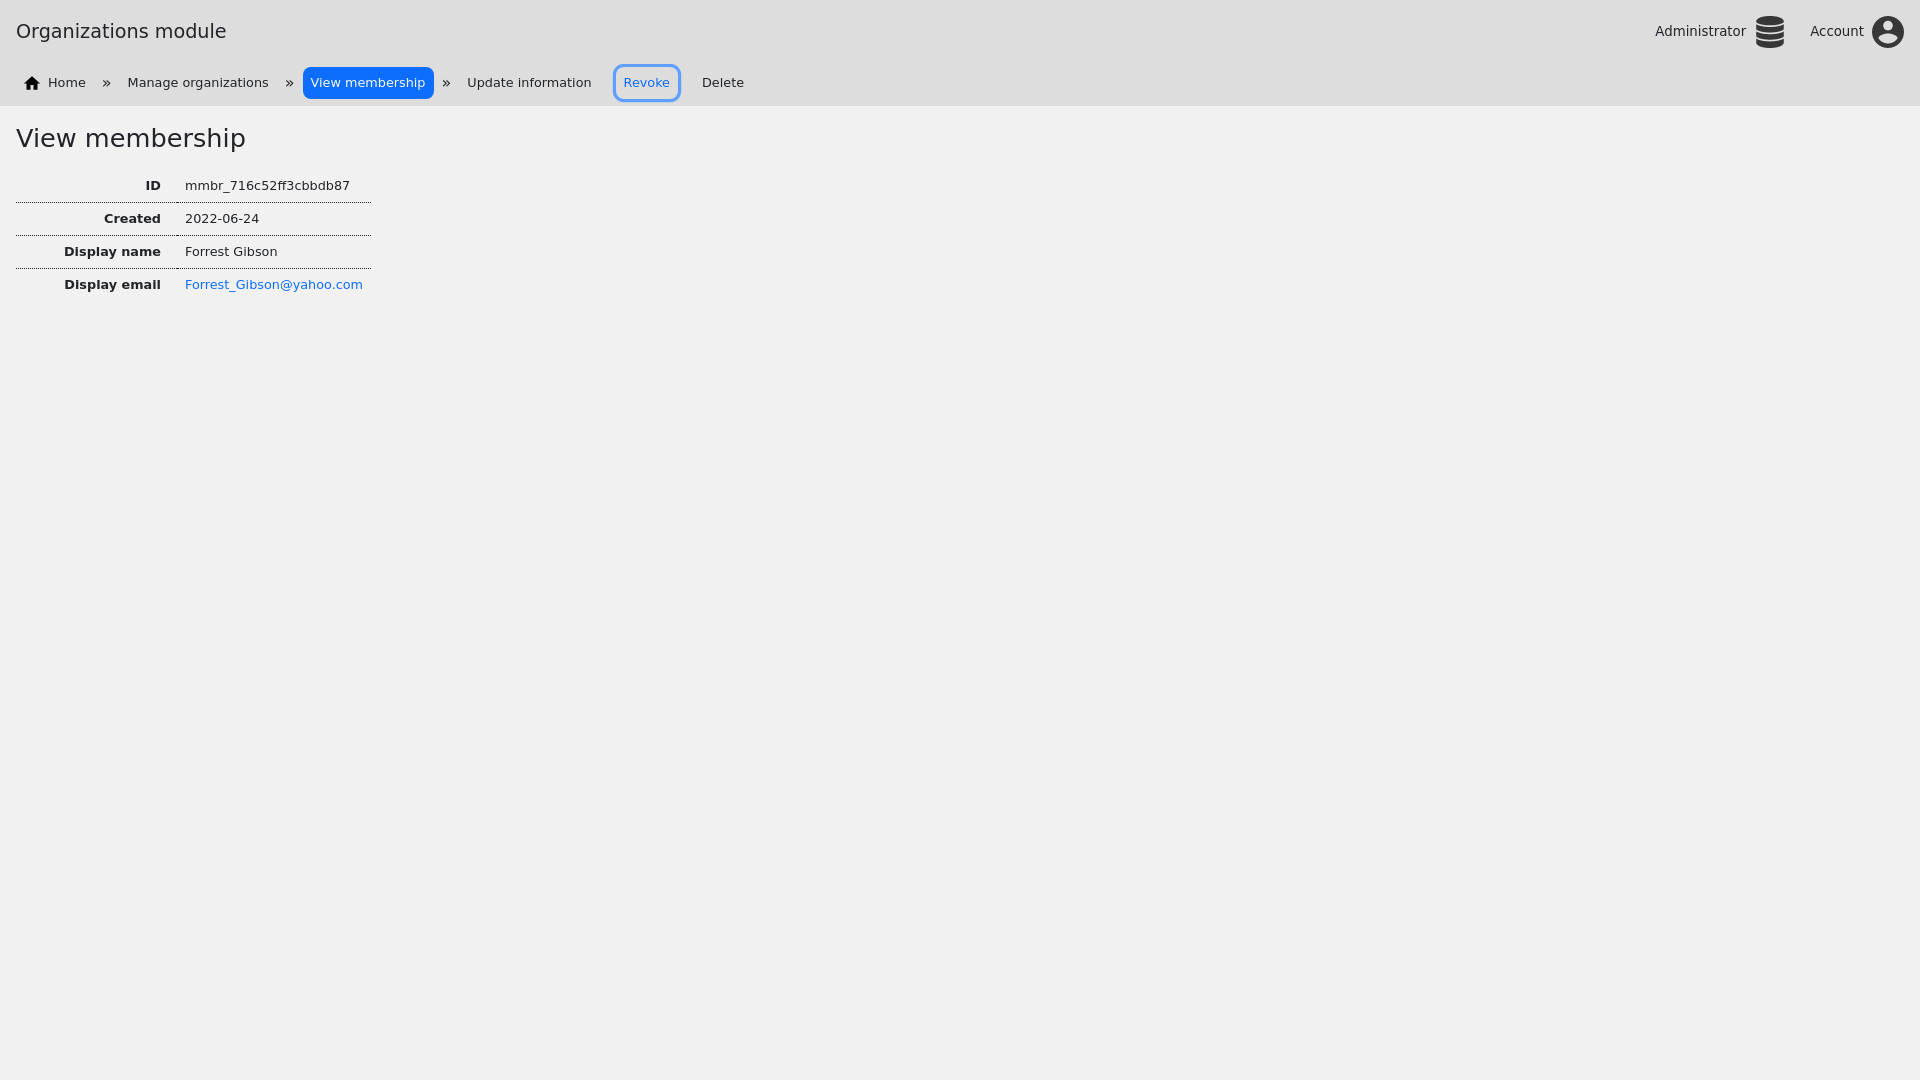 Organizations module
Administrator
Account
Home » Manage organizations » View membership » Update information Revoke Delete
View membership
ID mmbr_716c52ff3cbbdb87
Created 2022-06-24
Display name Forrest Gibson
Display email Forrest_Gibson@yahoo.com